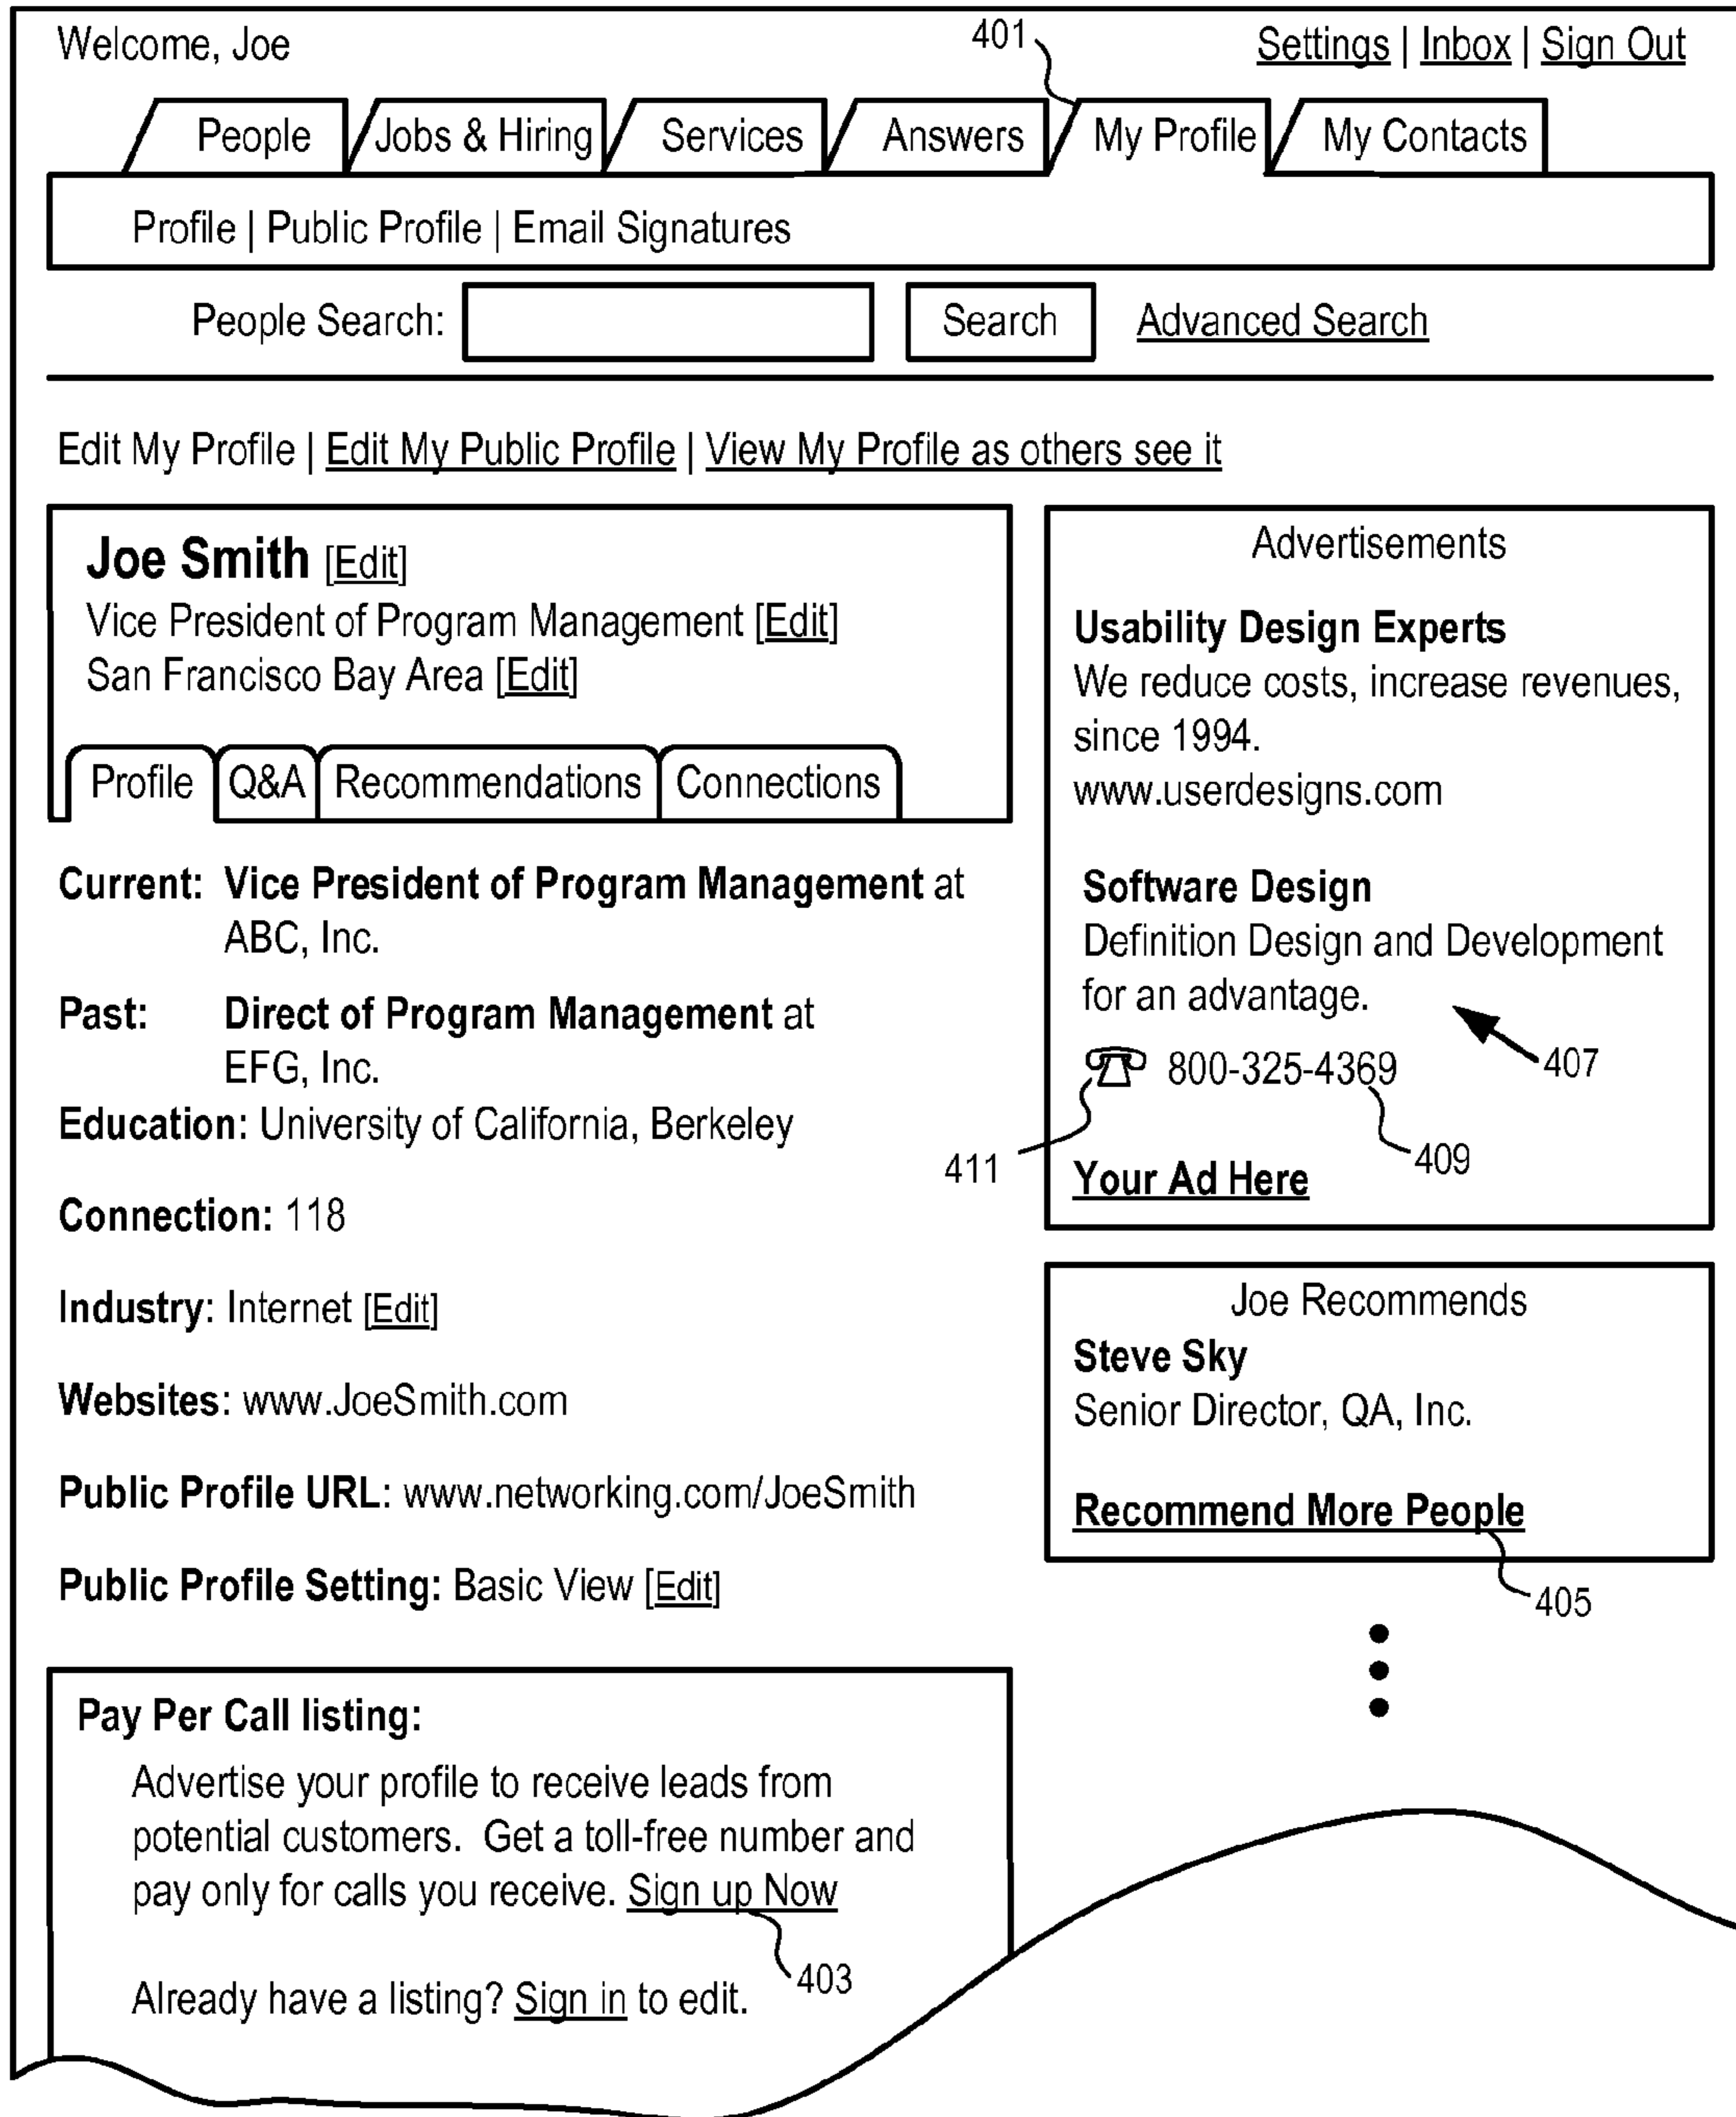 Welcome, Joe
401
Settings | Inbox | Sign Out
People
Jobs & Hiring
Services
Answers
My Profile
My Contacts
Profile | Public Profile | Email Signatures
People Search:
Search
Advanced Search
Edit My Profile | Edit My Public Profile | View My Profile as others see it
Joe Smith [Edit]
Vice President of Program Management [Edit]
San Francisco Bay Area [Edit]
Profile
Q&A
Recommendations
Connections
Current: Vice President of Program Management at
ABC, Inc.
Past: Direct of Program Management at
EFG, Inc.
Education: University of California, Berkeley
Connection: 118
Industry: Internet [Edit]
Websites: www.JoeSmith.com
Public Profile URL: www.networking.com/JoeSmith
Public Profile Setting: Basic View [Edit]
Pay Per Call listing:
Advertise your profile to receive leads from
potential customers. Get a toll-free number and
pay only for calls you receive. Sign up Now
403
Already have a listing? Sign in to edit.
Advertisements
Usability Design Experts
We reduce costs, increase revenues,
since 1994.
www.userdesigns.com
Software Design
Definition Design and Development
for an advantage.
407
800-325-4369
411
409
Your Ad Here
Joe Recommends
Steve Sky
Senior Director, QA, Inc.
Recommend More People
405